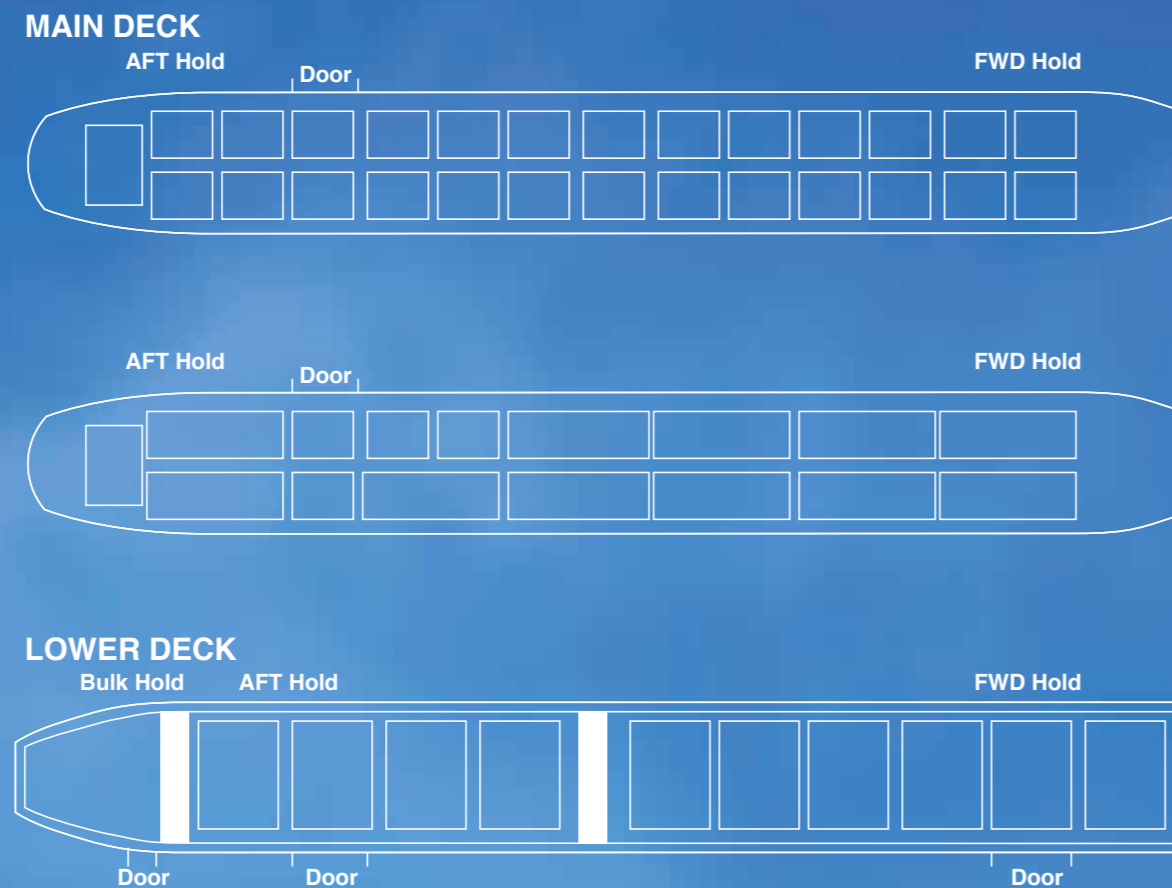 MAIN DECK
AFT Hold
Door
FWD Hold
AFT Hold
Door
FWD Hold
LOWER DECK
Bulk Hold
AFT Hold
FWD Hold
Door
Door
Door